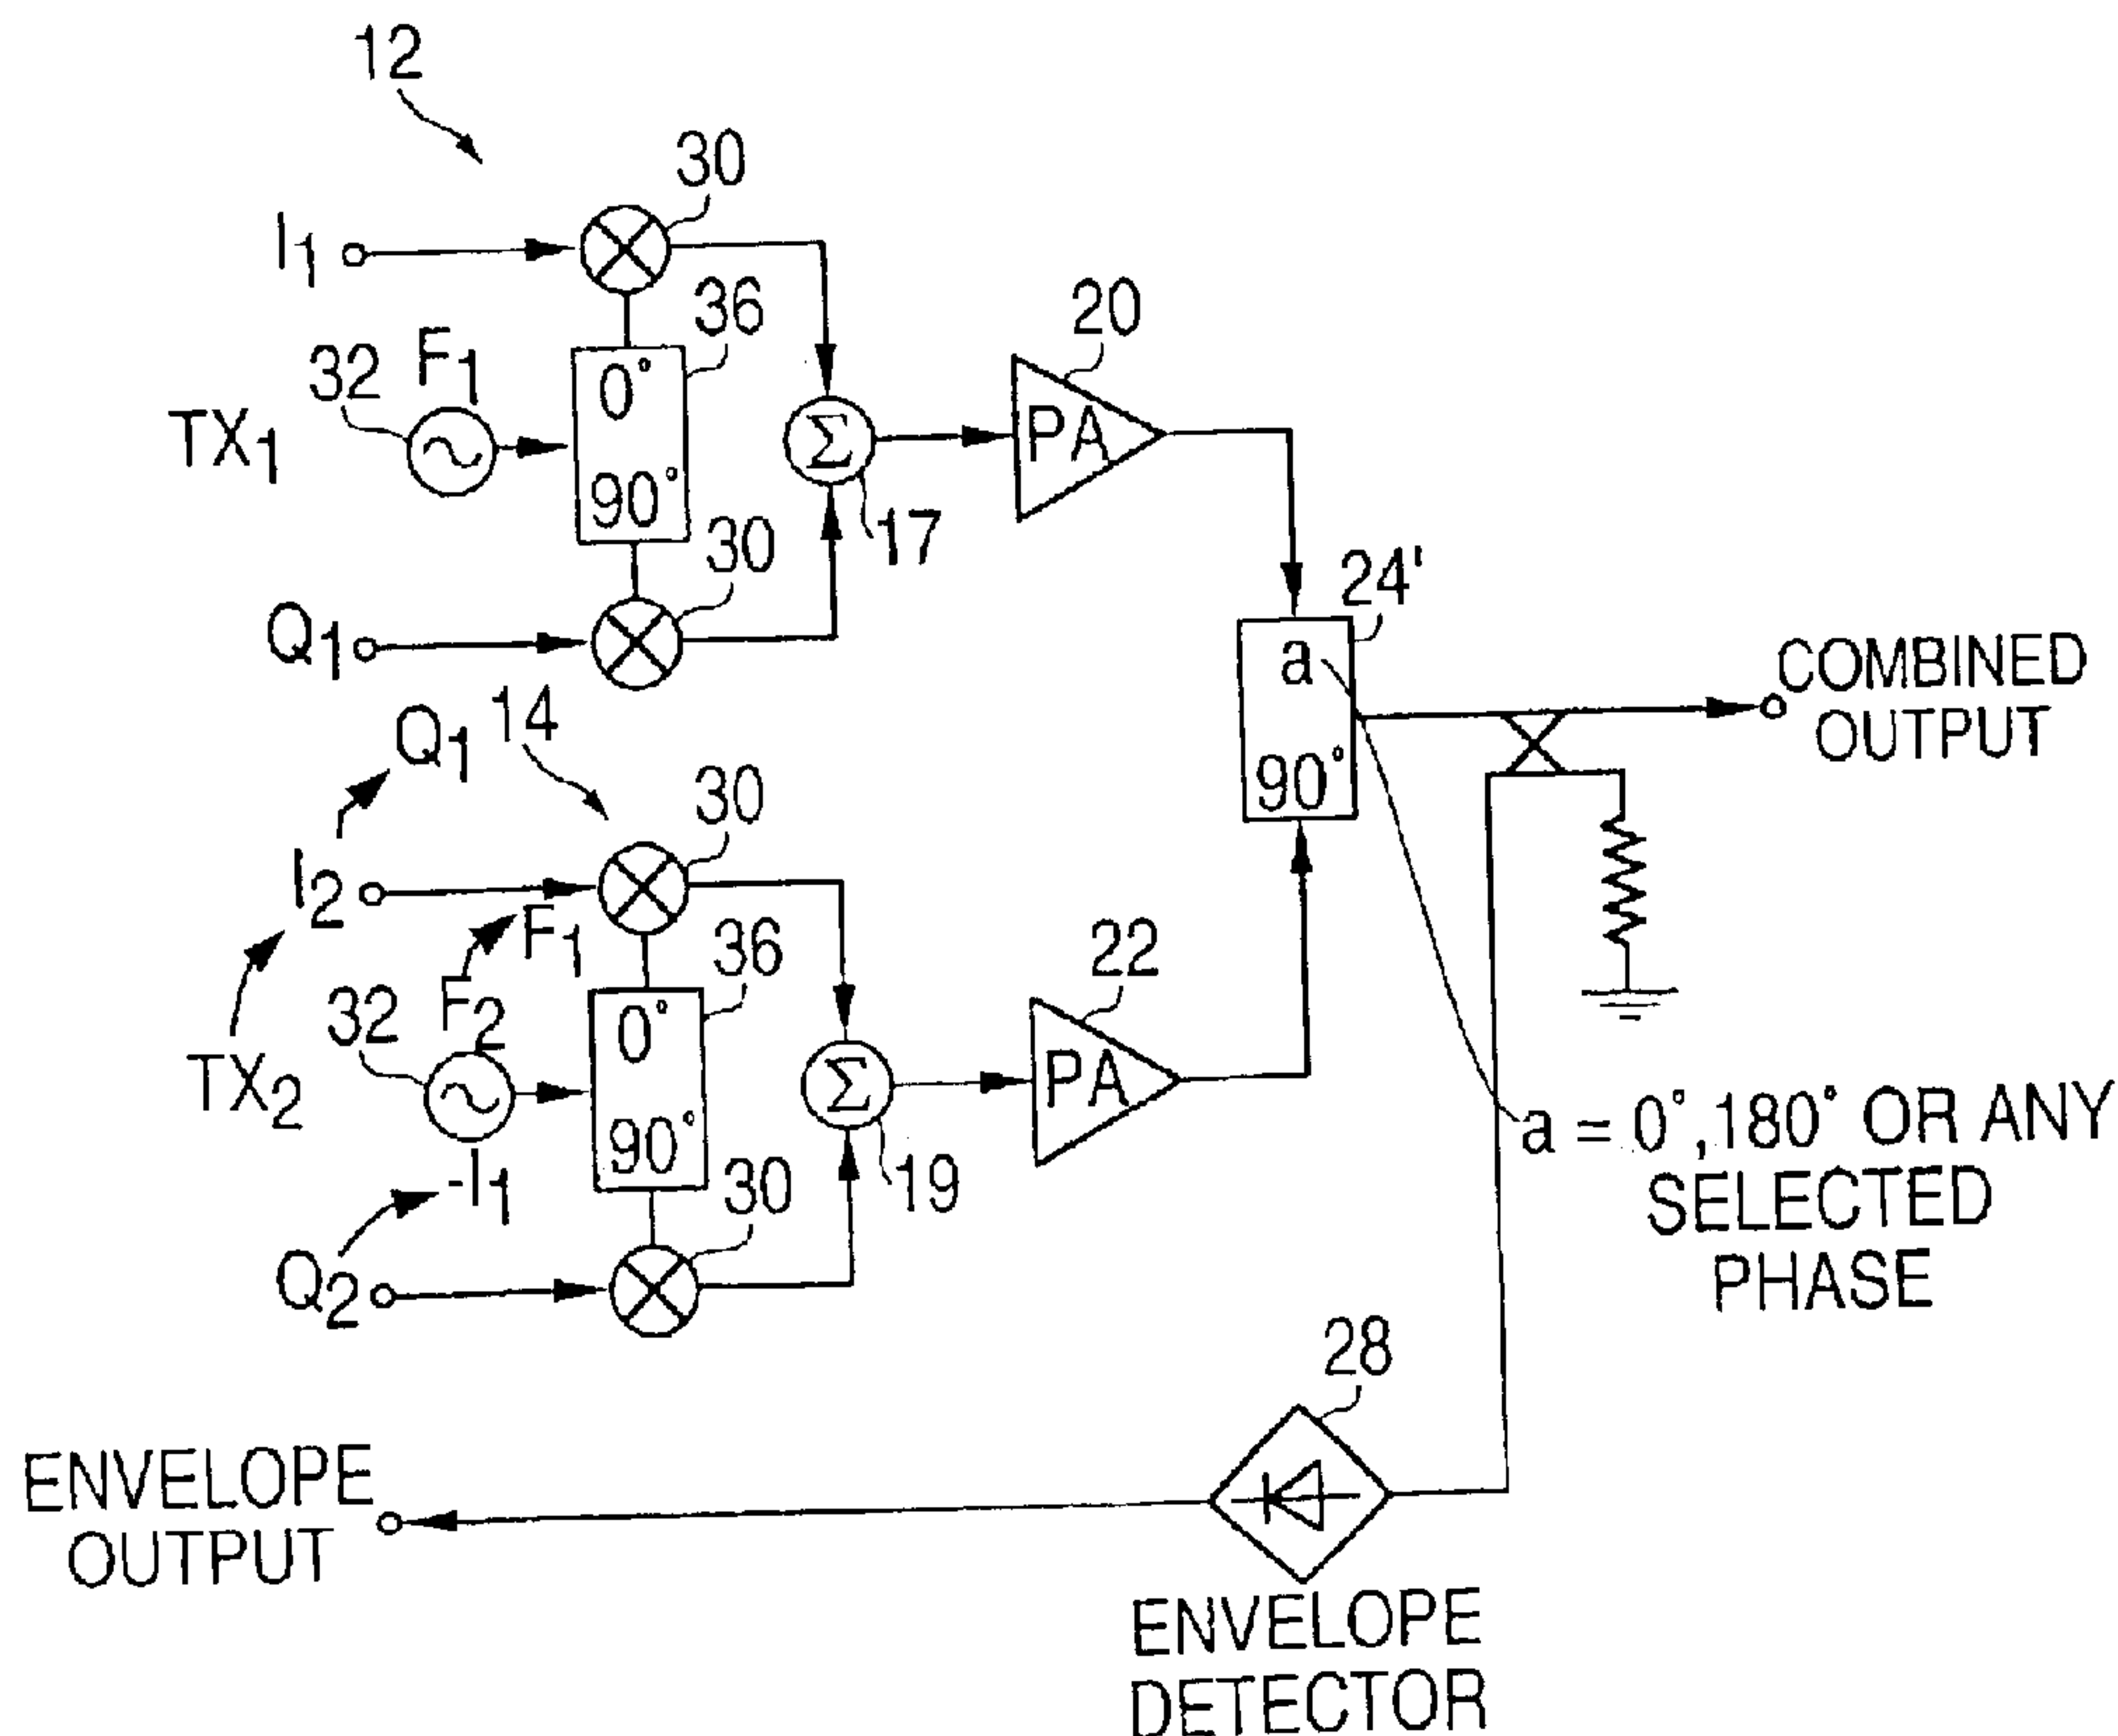 12
30
I1
36
20
F1
32
0°
TX1
Σ
PA
90°
17
30
24'
Q1
a
COMBINED
OUTPUT
14
Q1
30
90°
I2
F1
36
22
F2
32
0°
TX2
Σ
PA
a = 0°, 180° OR ANY
SELECTED
PHASE
90°
-I1
30
19
Q2
28
ENVELOPE
OUTPUT
ENVELOPE
DETECTOR